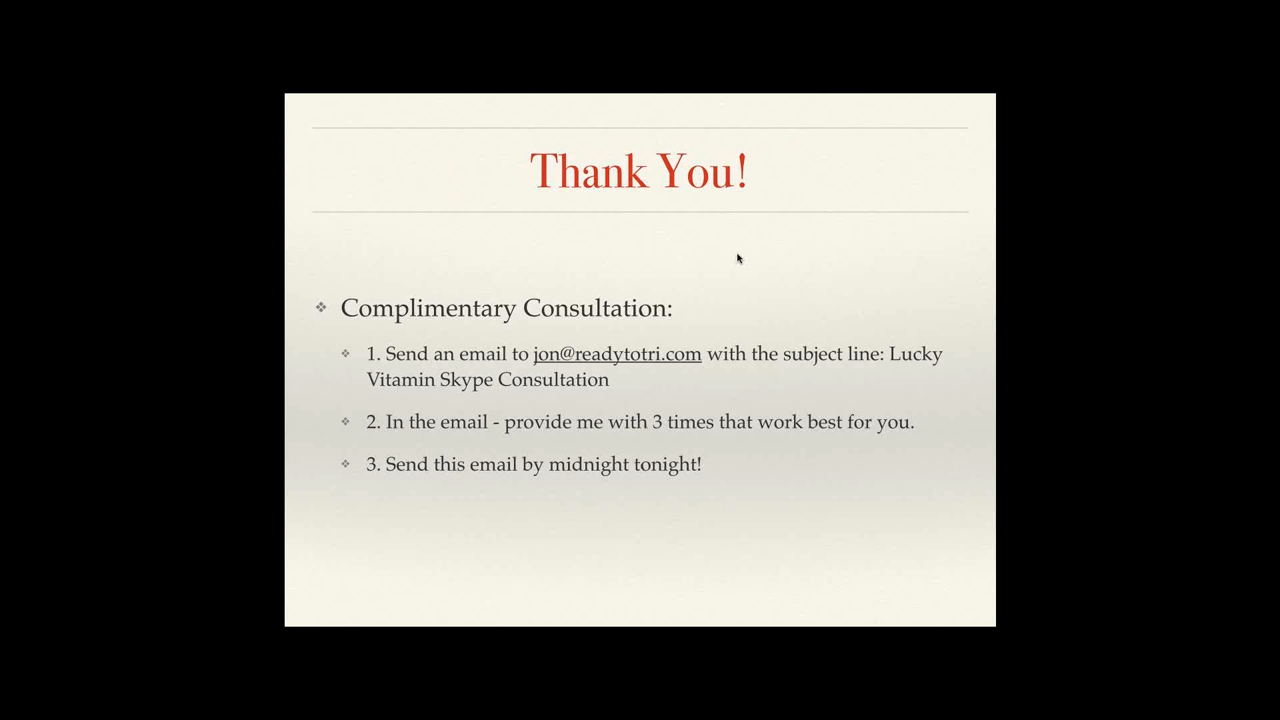 Thank You!
❖ Complimentary Consultation:
❖ 1. Send an email to jon@readytotri.com with the subject line: Lucky
Vitamin Skype Consultation
❖ 2. In the email - provide me with 3 times that work best for you.
❖ 3. Send this email by midnight tonight!